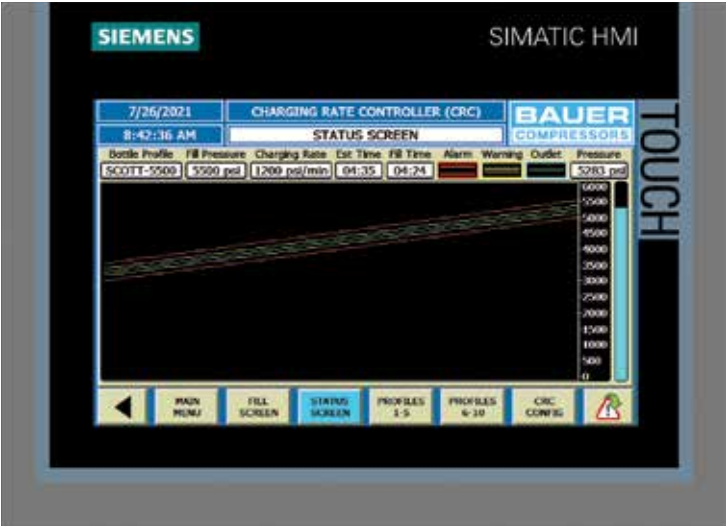 SIEMENS
SIMATIC HMI
TOUCH
7/26/2021
CHARGING RATE CONTROLLER (CRC)
BAUER
COMPRESSORS
8:42:36 AM
STATUS SCREEN
Bottle Profile Fill Pressure Charging Rate Est Time Fill Time Alarm Warning Outlet Pressure
SCOTT-5500 5500 psi 1200 psi/min 04:35 04:24 5283 psi
6000
5500
5000
4500
4000
3500
3000
2500
2000
1500
1000
500
0
MAIN MENU
FILL SCREEN
STATUS SCREEN
PROFILES 1-5
PROFILES 6-10
CRC CONFIG